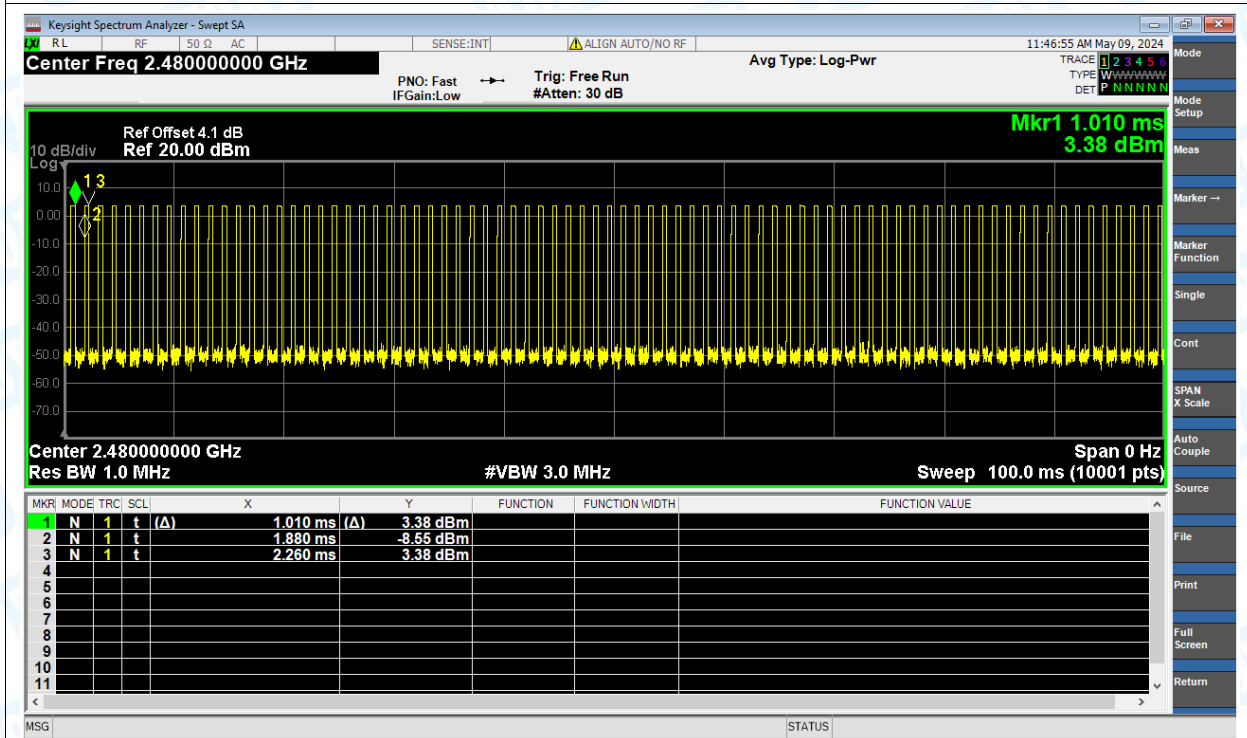 Keysight Spectrum Analyzer - Swept SA
LXI RL RF 50 Ω AC SENSE:INT ALIGN AUTO/NO RF 11:46:55 AM May 09, 2024
Center Freq 2.480000000 GHz
PNO: Fast
IFGain:Low
Trig: Free Run
#Atten: 30 dB
Avg Type: Log-Pwr
TRACE 1 2 3 4 5 6
TYPE WWWWWW
DET P N N N N N
Mkr1 1.010 ms
3.38 dBm
Ref Offset 4.1 dB
10 dB/div Ref 20.00 dBm
Log
10.0
0.00
-10.0
-20.0
-30.0
-40.0
-50.0
-60.0
-70.0
1 3
2
Center 2.480000000 GHz Span 0 Hz
Res BW 1.0 MHz #VBW 3.0 MHz Sweep 100.0 ms (10001 pts)
MKR MODE TRC SCL X Y FUNCTION FUNCTION WIDTH FUNCTION VALUE
1 N 1 t (Δ) 1.010 ms (Δ) 3.38 dBm
2 N 1 t 1.880 ms -8.55 dBm
3 N 1 t 2.260 ms 3.38 dBm
4
5
6
7
8
9
10
11
MSG STATUS
Mode
Mode
Setup
Meas
Marker →
Marker
Function
Single
Cont
SPAN
X Scale
Auto
Couple
Source
File
Print
Full
Screen
Return